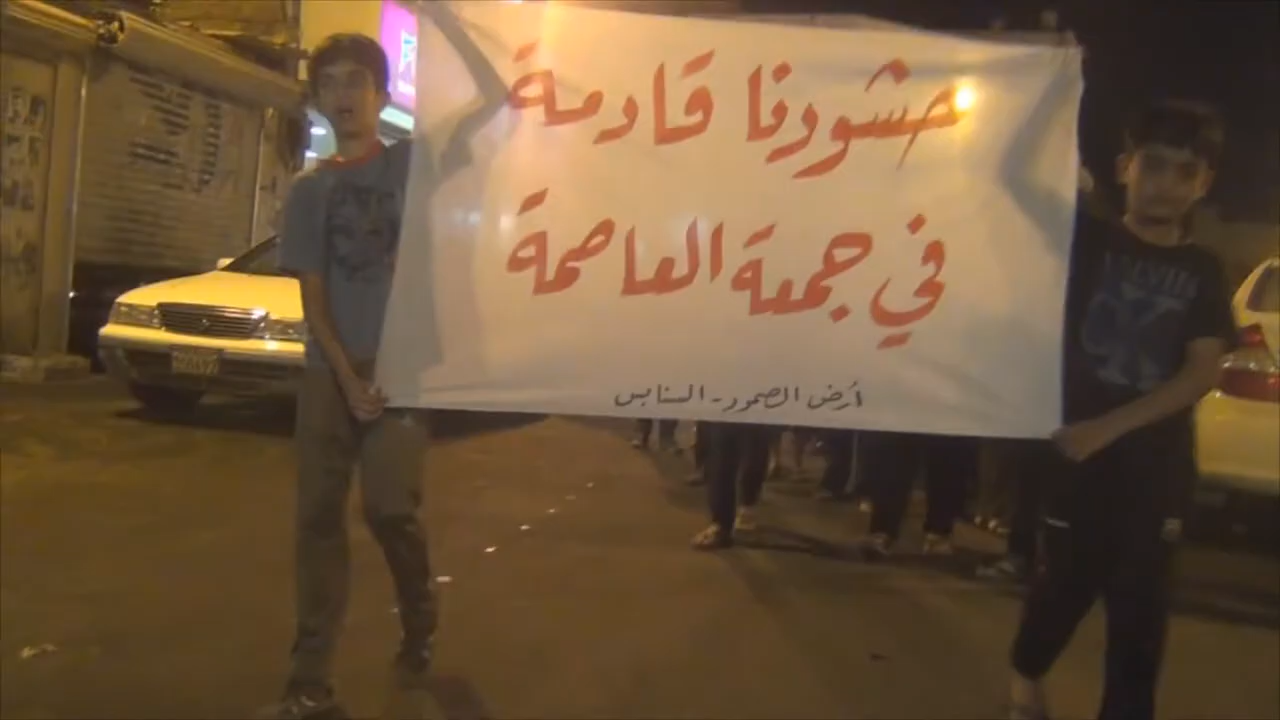 حشودنا قادمة
في جمعة العاصمة
أرض الصمود - السنابس